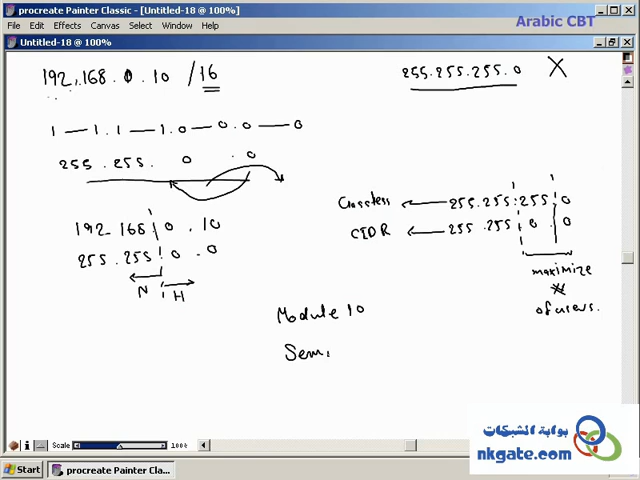 procreate Painter Classic - [Untitled-18 @ 100%]
Arabic CBT
File Edit Effects Canvas Select Window Help
Untitled-18 @ 100%
192.168.0.10 /16
255.255.255.0 X
1 — 1.1 — 1.0 — 0.0 — 0
255.255.0.0
192.168.0.10
255.255.0.0
N H
Classless 255.255.255.0
CIDR 255.255.0.0
maximize
#
of users.
Module 10
Sem.
Scale 100%
Start procreate Painter Cla...
بوابة الشبكات
nkgate.com